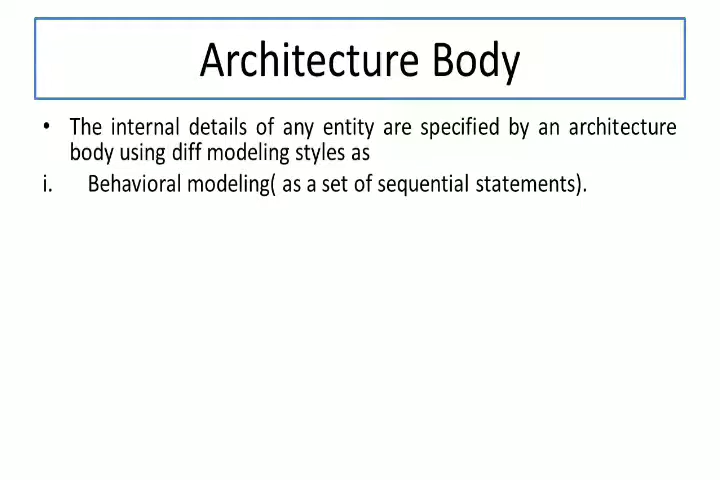 Architecture Body
• The internal details of any entity are specified by an architecture
body using diff modeling styles as
i. Behavioral modeling( as a set of sequential statements).